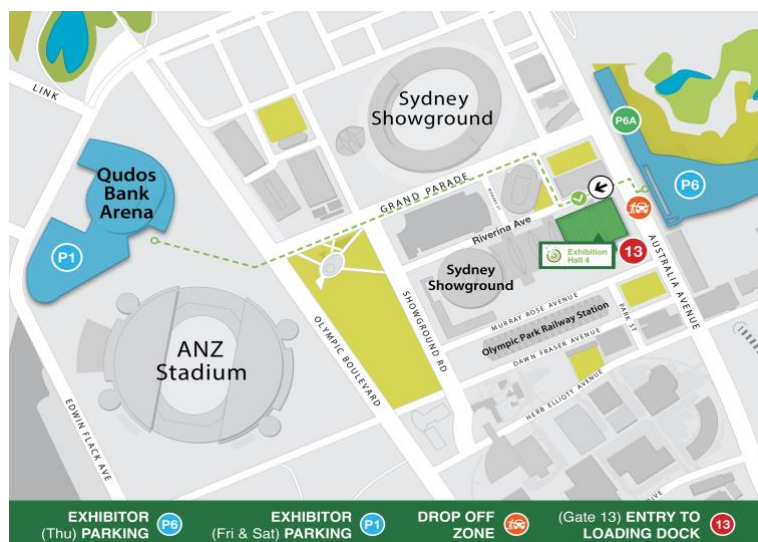 LINK
Sydney
Showground
P6A
Qudos
Bank
Arena
P6
GRAND PARADE
Riverina Ave
P1
Exhibition
Hall 4
13
Sydney
Showground
AUSTRALIA AVENUE
MURRAY ROSE AVENUE
PARK ST
Olympic Park Railway Station
SHOWGROUND RD
DAWN FRASER AVENUE
ANZ
Stadium
OLYMPIC BOULEVARD
HERB ELLIOTT AVENUE
EDWIN FLACK AVE
EXHIBITOR
(Thu) PARKING P6
EXHIBITOR
(Fri & Sat) PARKING P1
DROP OFF
ZONE
(Gate 13) ENTRY TO
LOADING DOCK 13